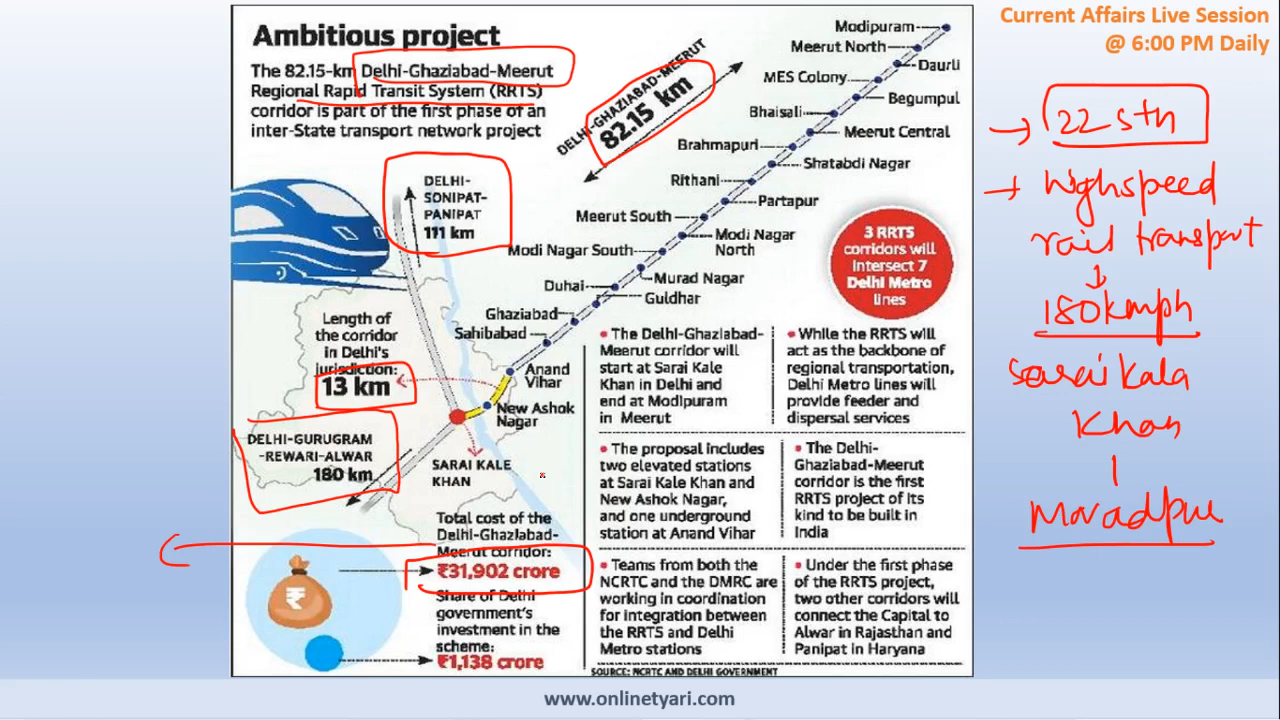 Current Affairs Live Session
@ 6:00 PM Daily
Ambitious project
The 82.15-km Delhi-Ghaziabad-Meerut
Regional Rapid Transit System (RRTS)
corridor is part of the first phase of an
inter-State transport network project
DELHI-GHAZIABAD-MEERUT
82.15 km
Modipuram
Meerut North
Daurli
MES Colony
Begumpul
Bhaisali
Meerut Central
Brahmapuri
Shatabdi Nagar
Rithani
Partapur
Meerut South
Modi Nagar
North
Modi Nagar South
Murad Nagar
Duhai
Guldhar
Ghaziabad
Sahibabad
Anand
Vihar
New Ashok
Nagar
SARAI KALE
KHAN
DELHI-
SONIPAT-
PANIPAT
111 km
Length of
the corridor
in Delhi's
jurisdiction:
13 km
DELHI-GURUGRAM
-REWARI-ALWAR
180 km
3 RRTS
corridors will
intersect 7
Delhi Metro
lines
Total cost of the
Delhi-Ghaziabad-
Meerut corridor:
₹31,902 crore
Share of Delhi
government's
investment in the
scheme:
₹1,138 crore
₹
• The Delhi-Ghaziabad-
Meerut corridor will
start at Sarai Kale
Khan in Delhi and
end at Modipuram
in Meerut
• While the RRTS will
act as the backbone of
regional transportation,
Delhi Metro lines will
provide feeder and
dispersal services
• The proposal includes
two elevated stations
at Sarai Kale Khan and
New Ashok Nagar,
and one underground
station at Anand Vihar
• The Delhi-
Ghaziabad-Meerut
corridor is the first
RRTS project of its
kind to be built in
India
• Teams from both the
NCRTC and the DMRC are
working in coordination
for integration between
the RRTS and Delhi
Metro stations
• Under the first phase
of the RRTS project,
two other corridors will
connect the Capital to
Alwar in Rajasthan and
Panipat in Haryana
SOURCE: NCRTC AND DELHI GOVERNMENT
22 stn
highspeed
rail transport
180kmph
Sarai Kala
Khan
www.onlinetyari.com